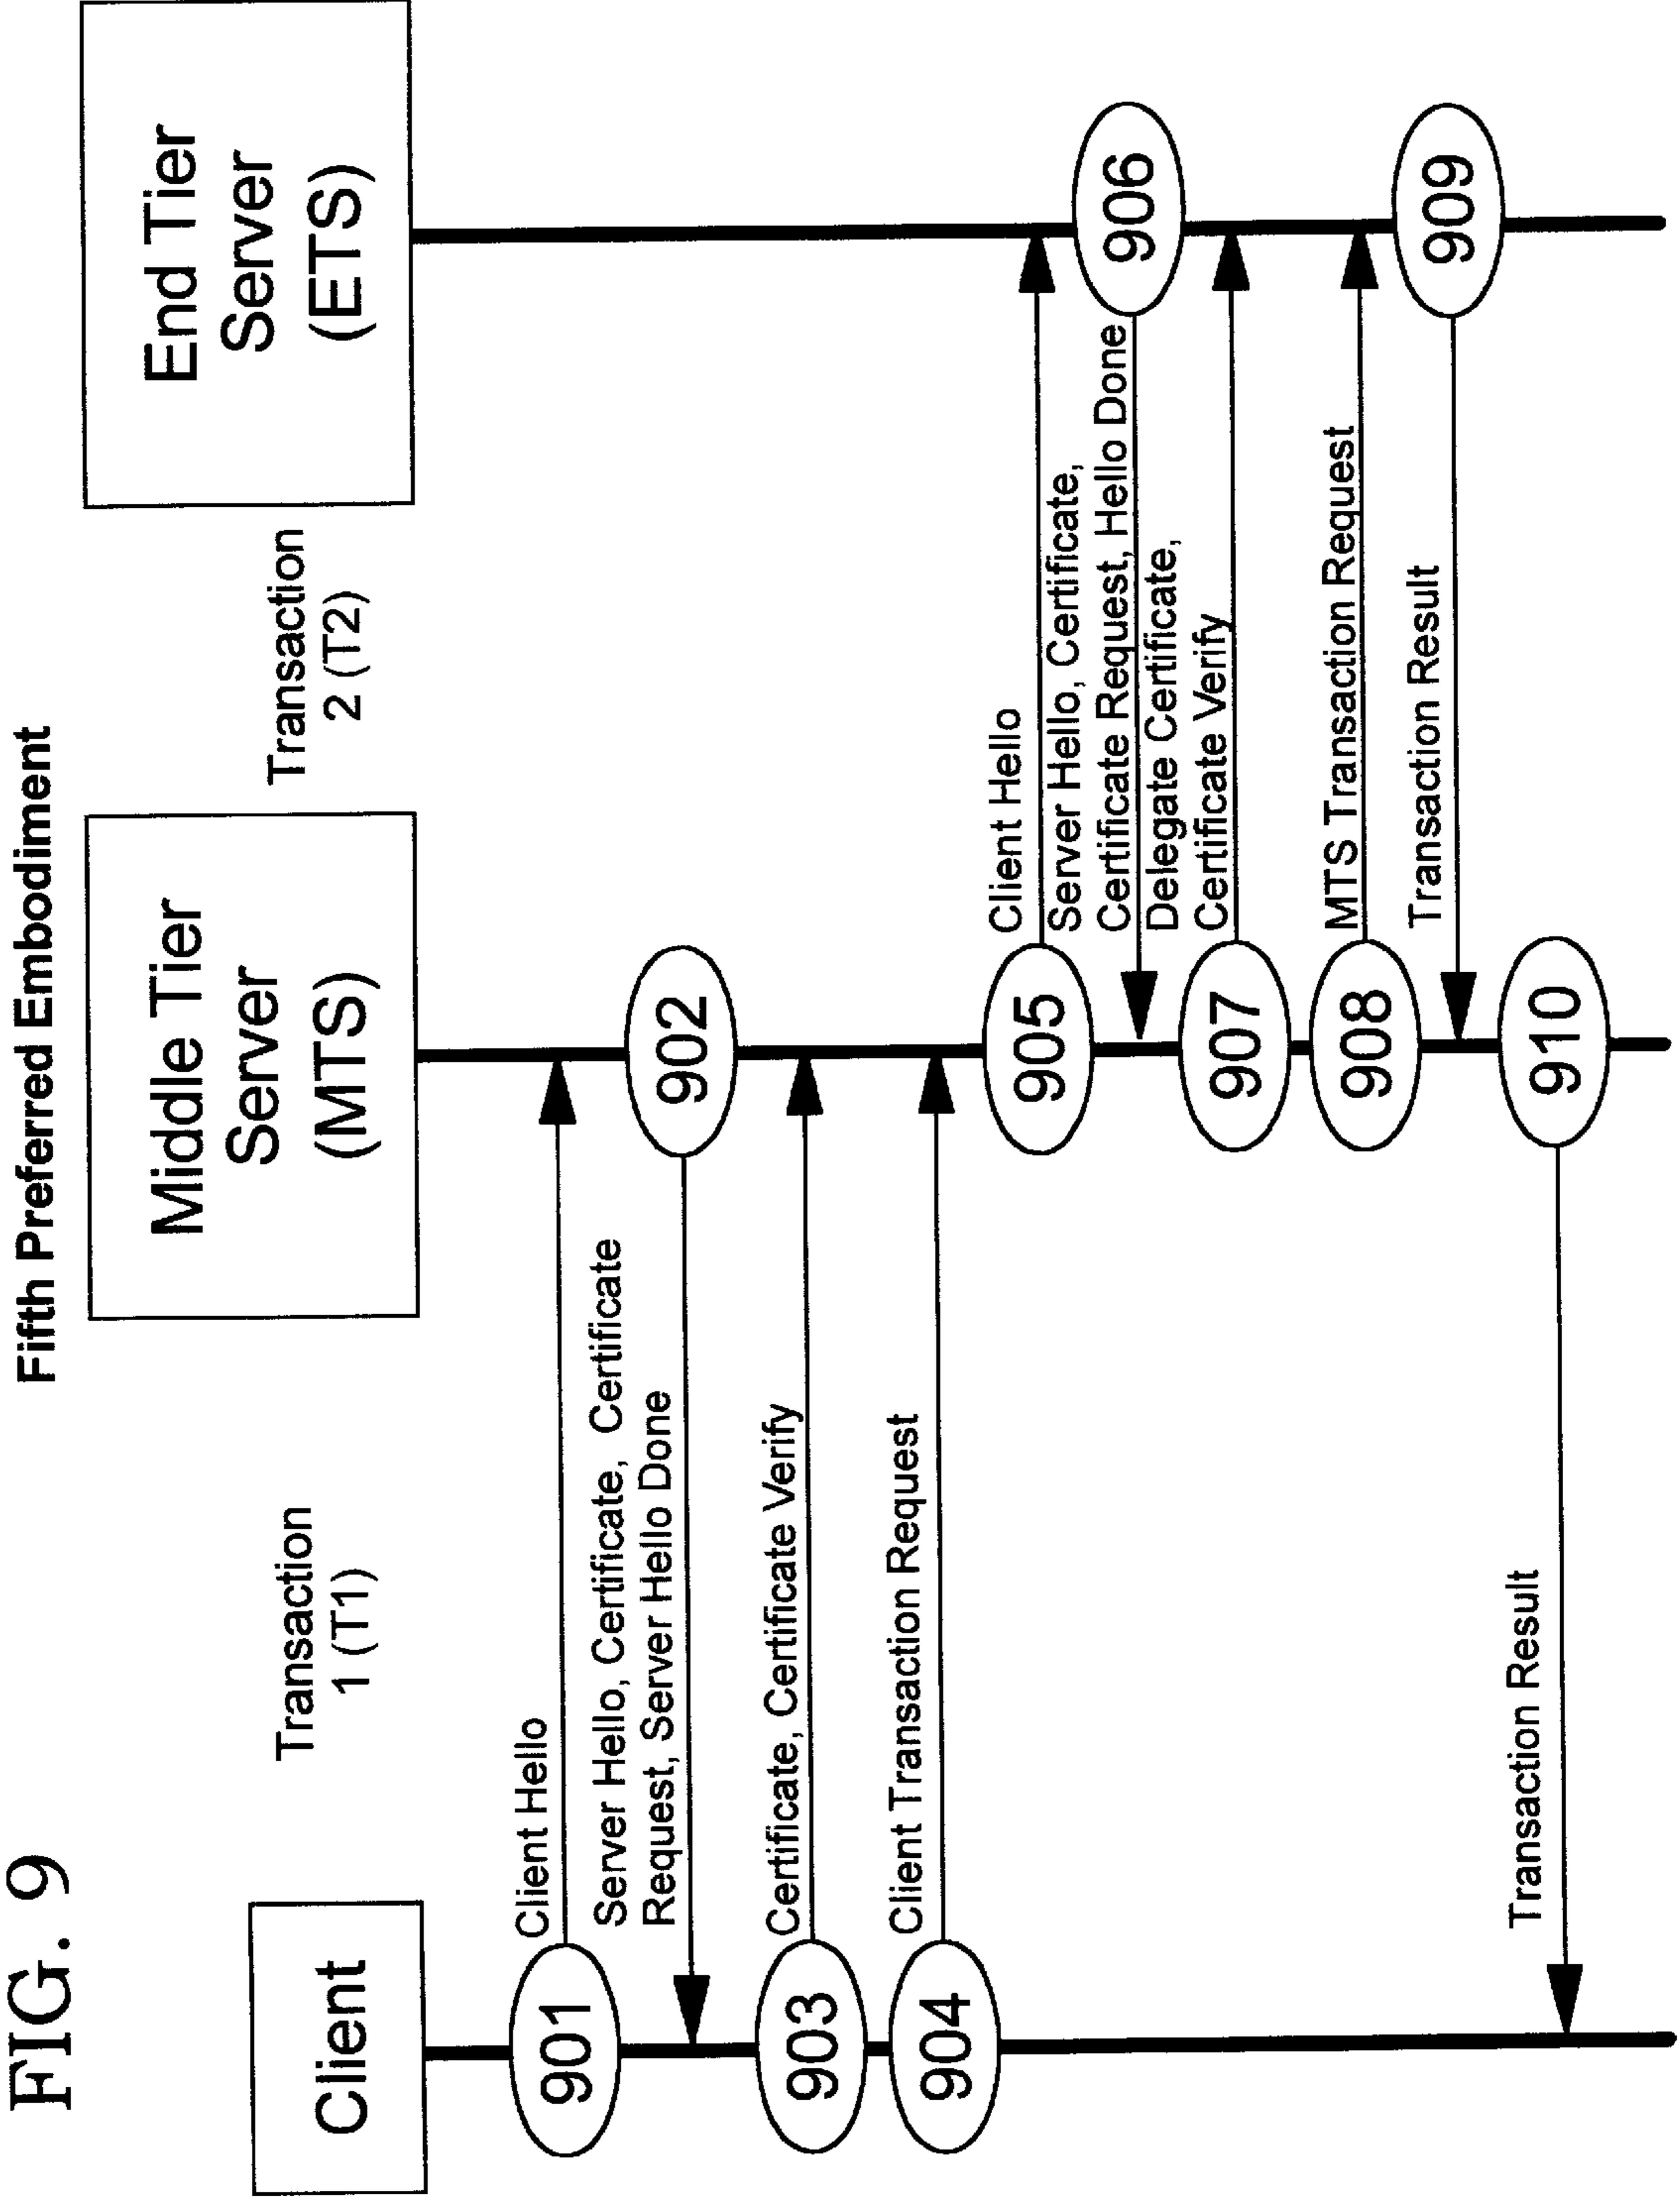 FIG. 9
Fifth Preferred Embodiment
Client
Transaction
1 (T1)
Middle Tier
Server
(MTS)
Transaction
2 (T2)
End Tier
Server
(ETS)
901
Client Hello
902
Server Hello, Certificate, Certificate
Request, Server Hello Done
903
Certificate, Certificate Verify
904
Client Transaction Request
905
Client Hello
906
Server Hello, Certificate,
Certificate Request, Hello Done
907
Delegate Certificate,
Certificate Verify
908
MTS Transaction Request
909
Transaction Result
910
Transaction Result